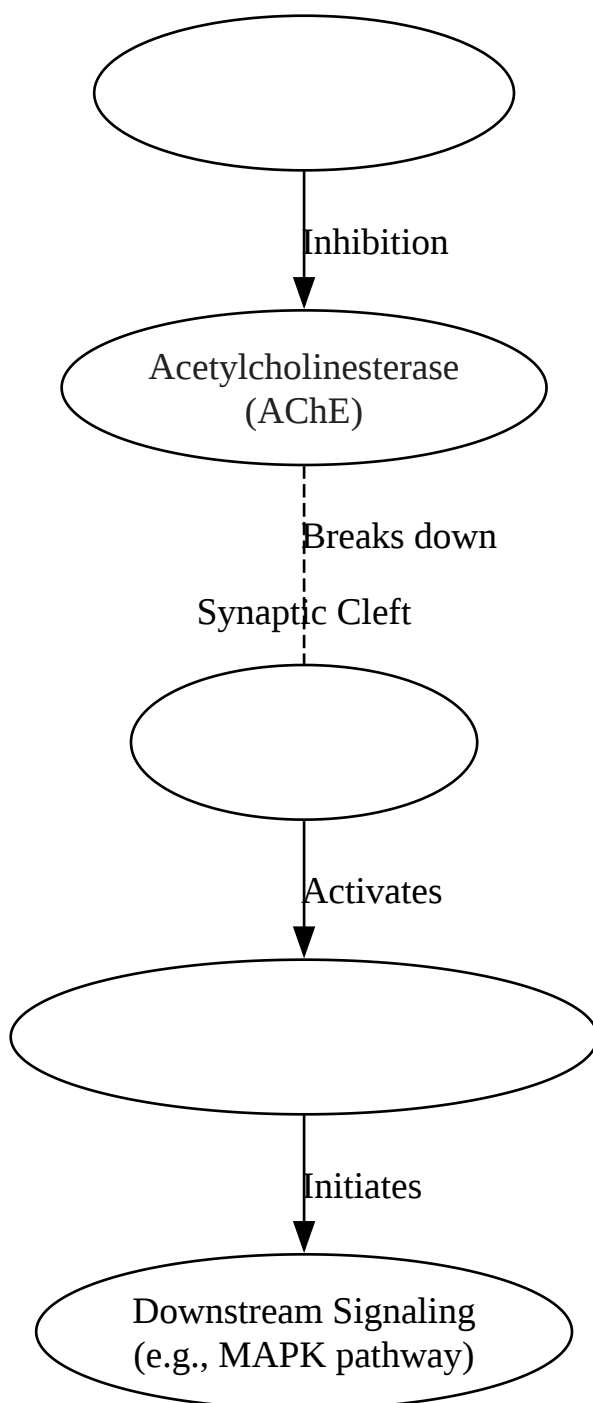 Inhibition
Acetylcholinesterase
(AChE)
Breaks down
Synaptic Cleft
Activates
Initiates
Downstream Signaling
(e.g., MAPK pathway)